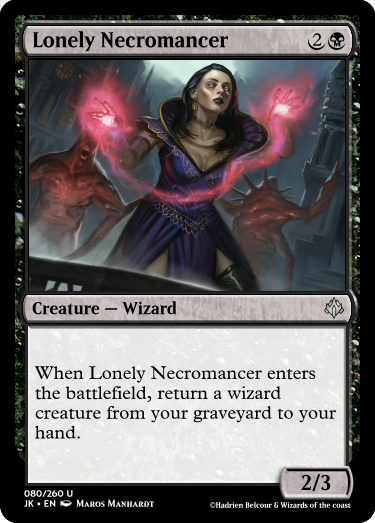 Lonely Necromancer 2
Creature — Wizard
When Lonely Necromancer enters
the battlefield, return a wizard
creature from your graveyard to your
hand.
2/3
080/260 U
JK • EN Maros Manhardt
©Hadrien Belcour & Wizards of the coast